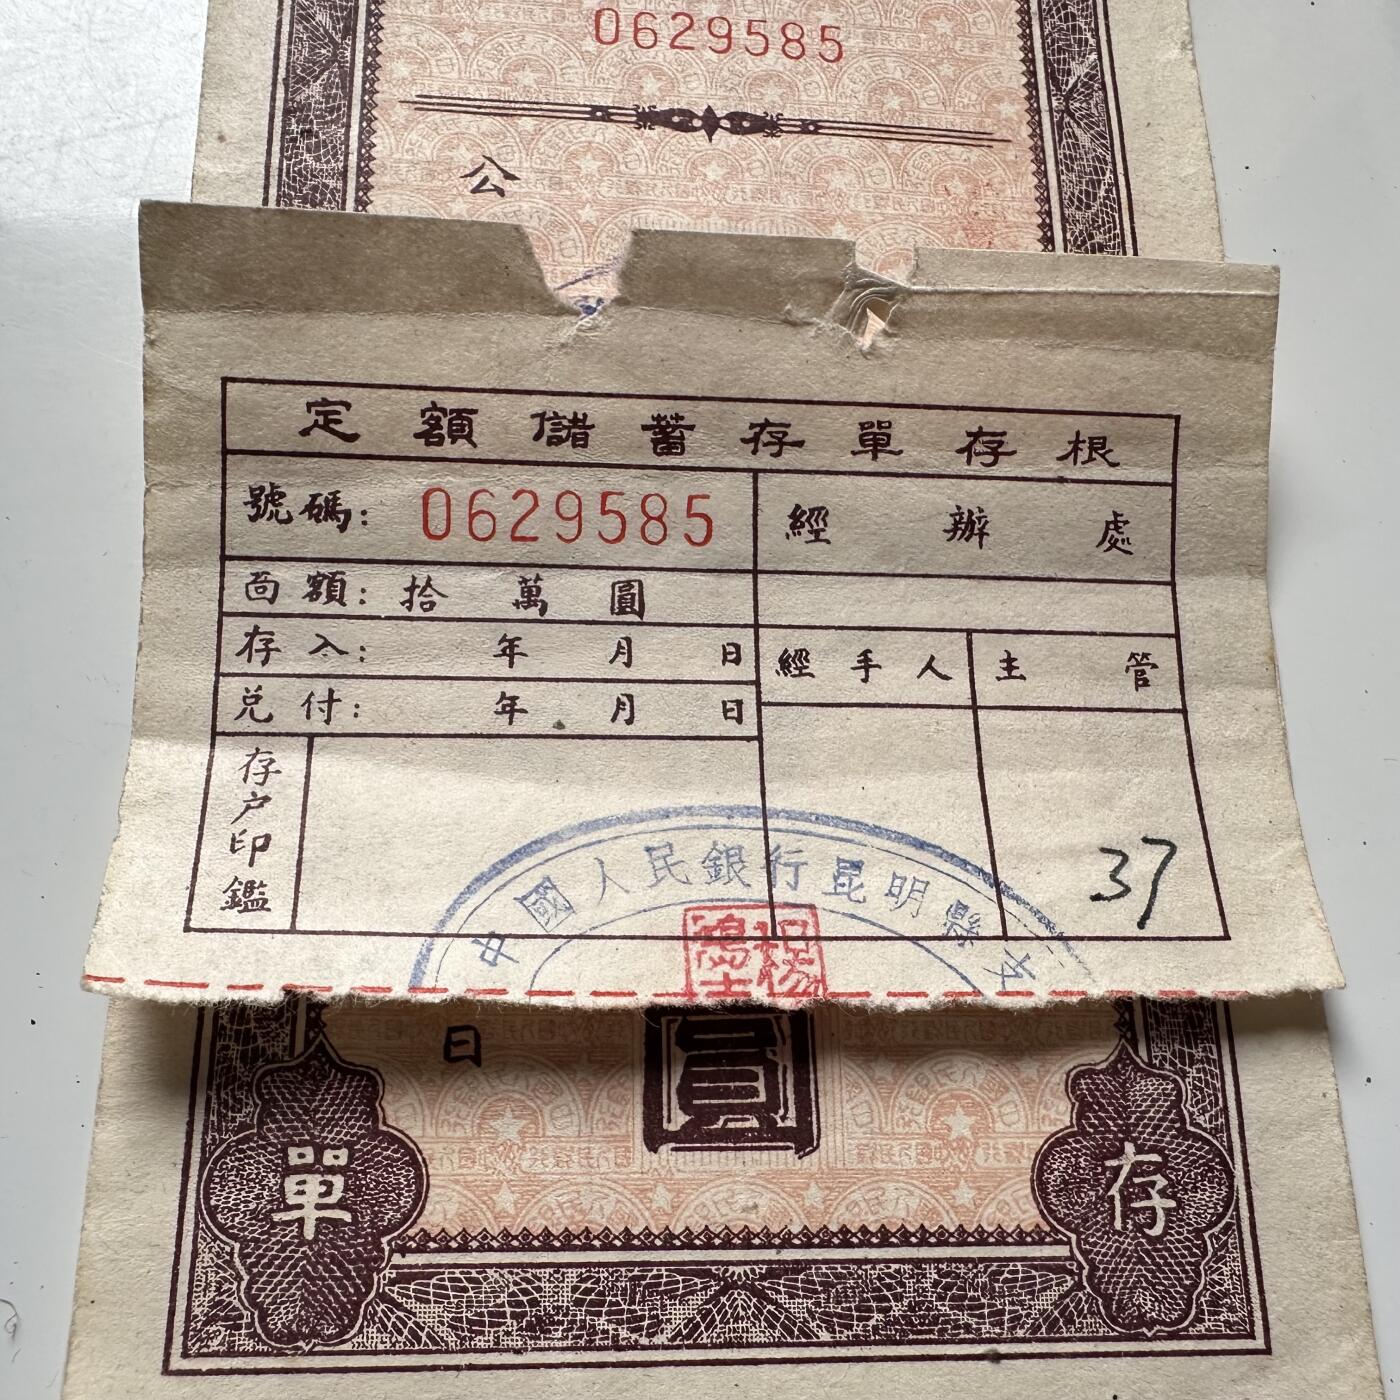 0629585
公
定額儲蓄存單存根
號碼: 0629585 經辦處
面額: 拾萬圓
存入: 年 月 日 經手人 主管
兑付: 年 月 日
存户印鑑
37
中國人民銀行昆明縣支
日
圓
單 存